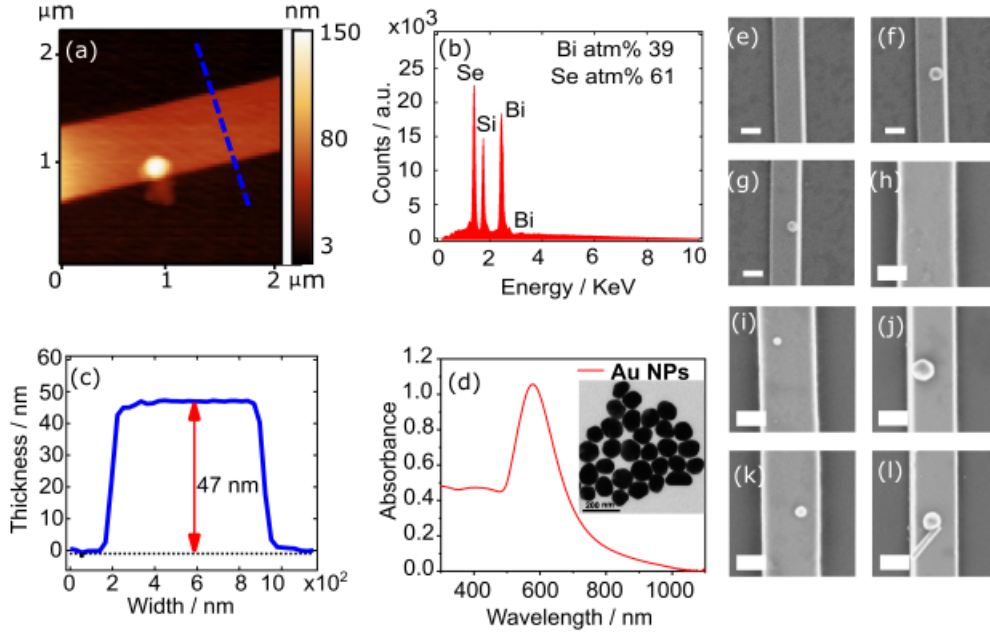 μm
nm
(a)
150
80
3
2
1
0
1
2
μm
×10³
(b)
Bi atm% 39
Se atm% 61
25
20
15
10
5
0
Counts / a.u.
Se
Si
Bi
Bi
0 2 4 6 8 10
Energy / KeV
(c)
60
50
40
30
20
10
0
Thickness / nm
47 nm
0 2 4 6 8 ×10²
Width / nm
(d)
Au NPs
1.2
1.0
0.8
0.6
0.4
0.2
0.0
Absorbance
200 nm
400 600 800 1000
Wavelength / nm
(e)
(f)
(g)
(h)
(i)
(j)
(k)
(l)